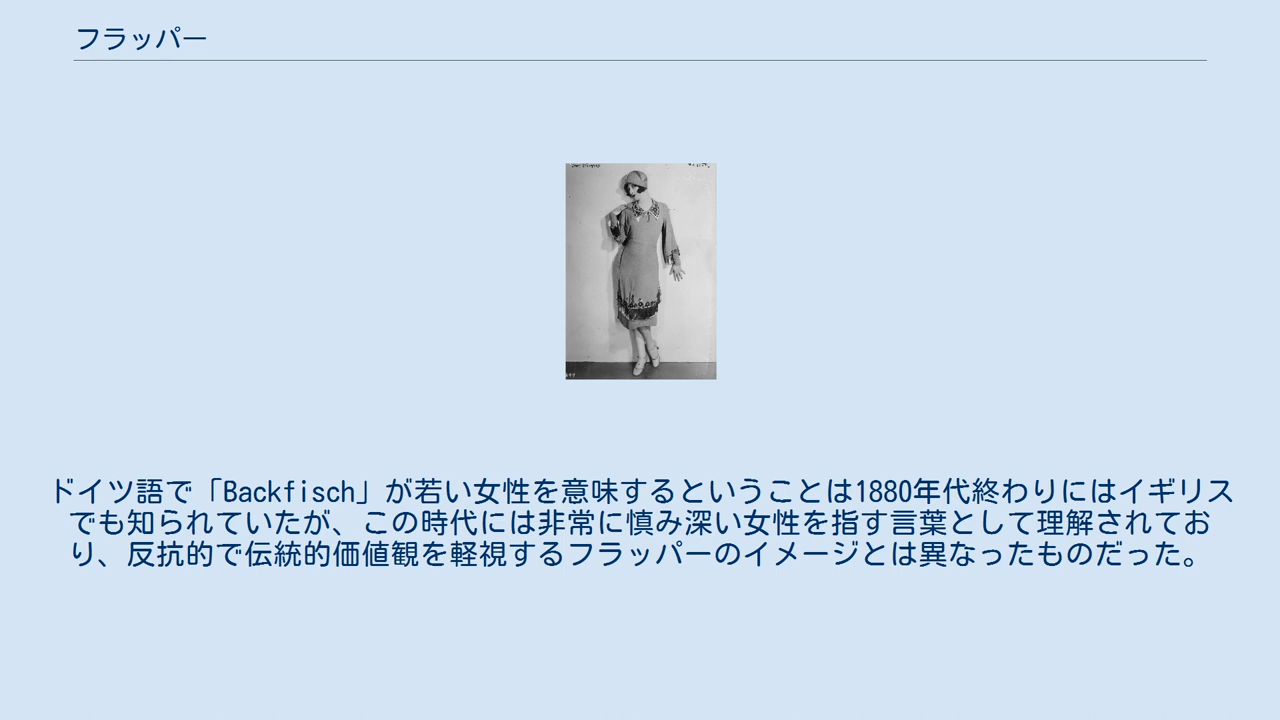 フラッパー
ドイツ語で「Backfisch」が若い女性を意味するということは1880年代終わりにはイギリス
でも知られていたが、この時代には非常に慎み深い女性を指す言葉として理解されてお
り、反抗的で伝統的価値観を軽視するフラッパーのイメージとは異なったものだった。